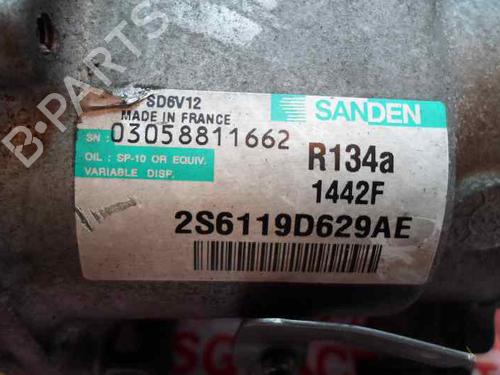 SD6V12
MADE IN FRANCE
SANDEN
SN: 03058811662
OIL : SP-10 OR EQUIV.
VARIABLE DISP.
R134a
1442F
2S6119D629AE
B-PARTS